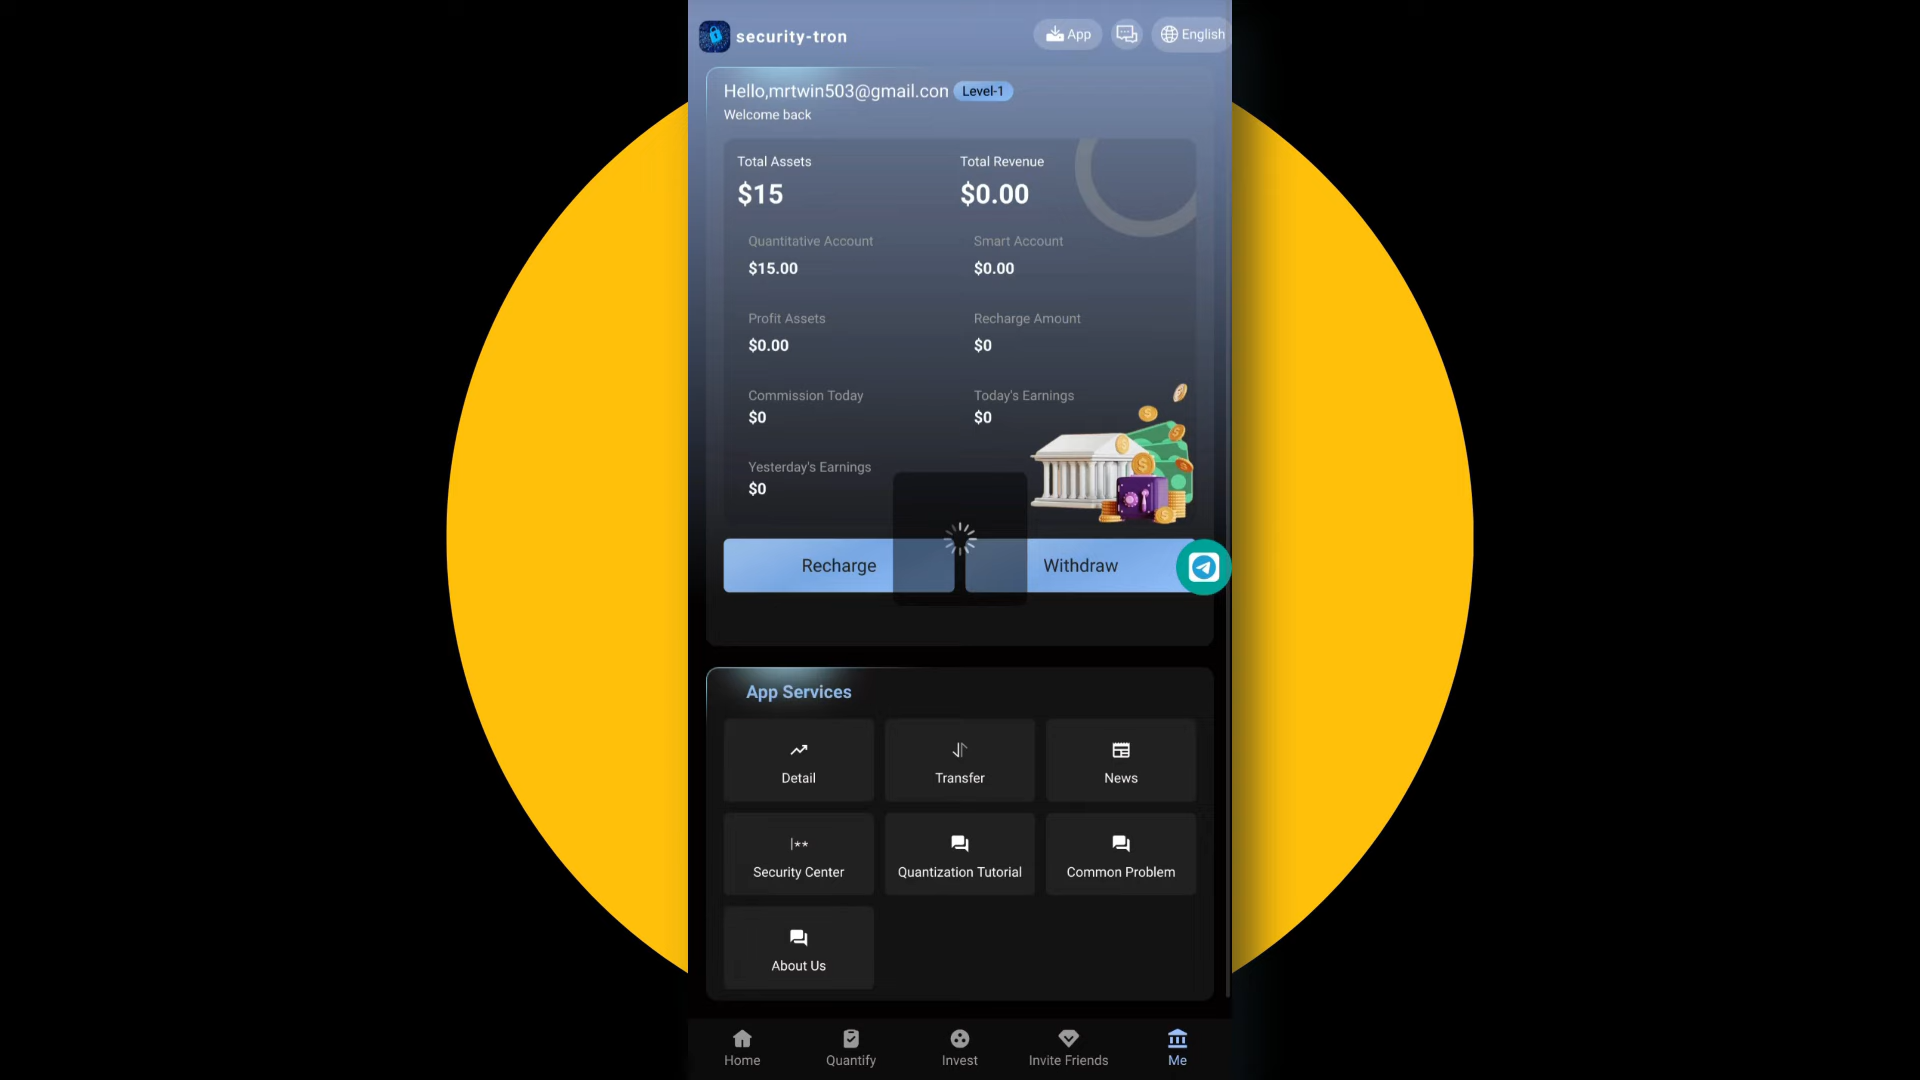 security-tron
App
English
Hello,mrtwin503@gmail.con Level-1
Welcome back
Total Assets
Total Revenue
$15
$0.00
Quantitative Account
Smart Account
$15.00
$0.00
Profit Assets
Recharge Amount
$0.00
$0
Commission Today
Today's Earnings
$0
$0
Yesterday's Earnings
$0
Recharge
Withdraw
App Services
Detail
Transfer
News
Security Center
Quantization Tutorial
Common Problem
About Us
Home
Quantify
Invest
Invite Friends
Me